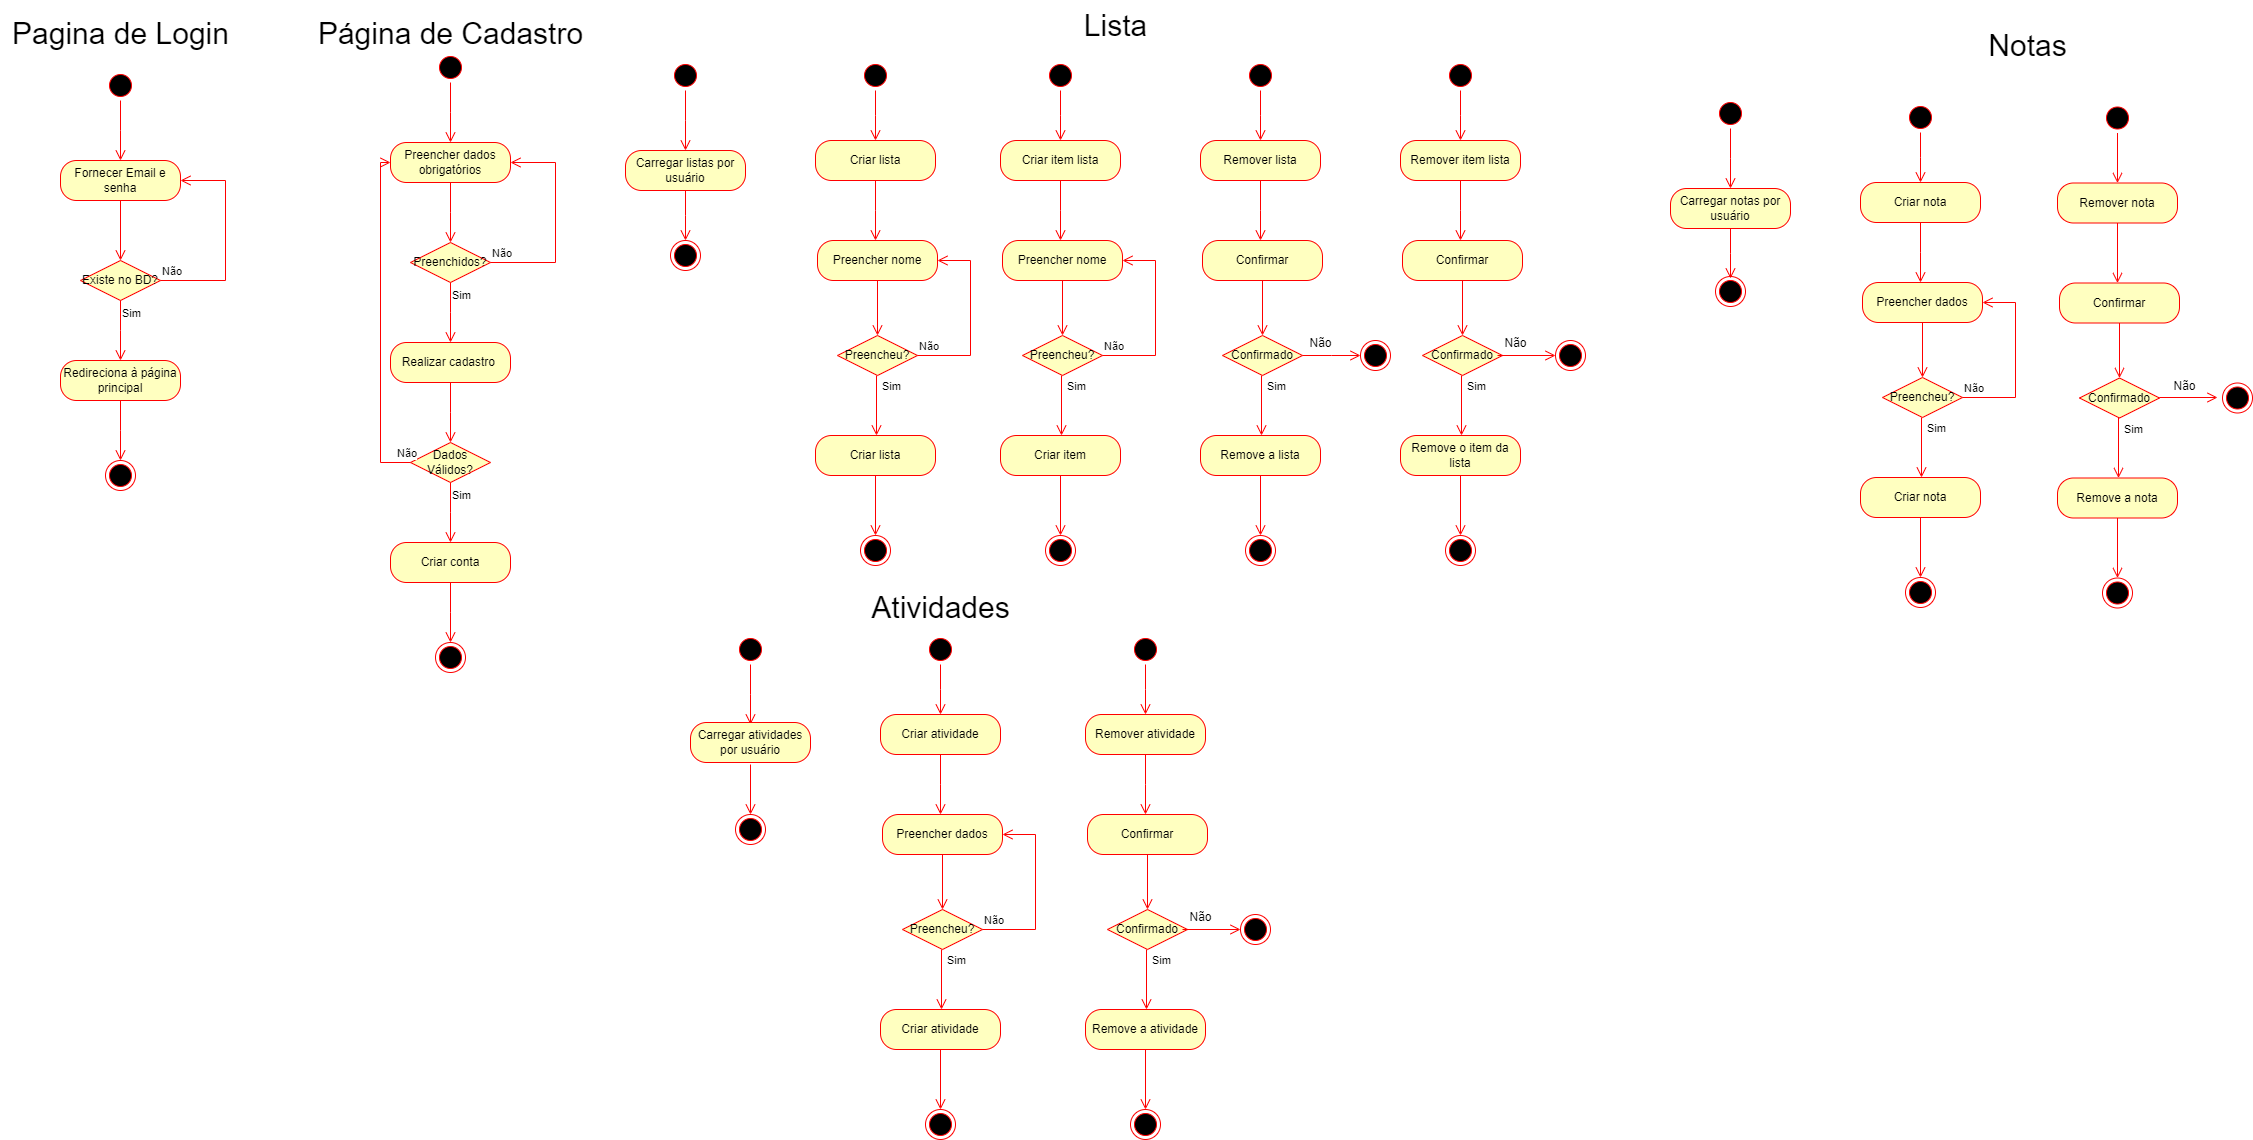 Pagina de Login
Fornecer Email e
senha
Existe no BD?
Não
Sim
Redireciona à página
principal
Página de Cadastro
Preencher dados
obrigatórios
Preenchidos?
Não
Sim
Realizar cadastro
Não
Dados
Válidos?
Sim
Criar conta
Lista
Carregar listas por
usuário
Criar lista
Preencher nome
Preencheu?
Não
Sim
Criar lista
Criar item lista
Preencher nome
Preencheu?
Não
Sim
Criar item
Remover lista
Confirmar
Confirmado
Não
Sim
Remove a lista
Remover item lista
Confirmar
Confirmado
Não
Sim
Remove o item da
lista
Notas
Carregar notas por
usuário
Criar nota
Preencher dados
Preencheu?
Não
Sim
Criar nota
Remover nota
Confirmar
Confirmado
Não
Sim
Remove a nota
Atividades
Carregar atividades
por usuário
Criar atividade
Preencher dados
Preencheu?
Não
Sim
Criar atividade
Remover atividade
Confirmar
Confirmado
Não
Sim
Remove a atividade